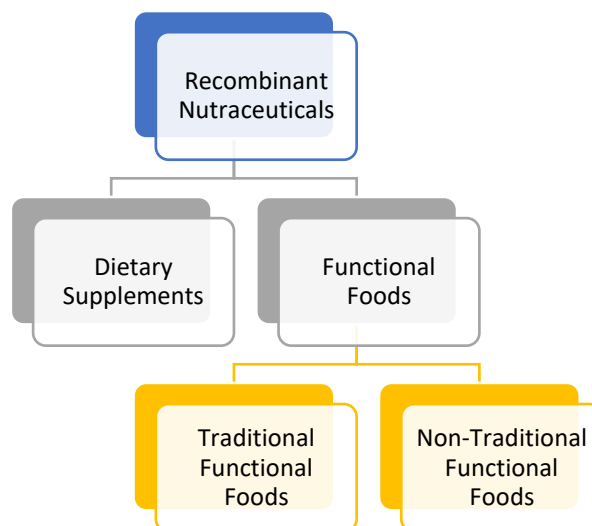 Recombinant
Nutraceuticals
Dietary
Supplements
Functional
Foods
Traditional
Functional
Foods
Non-Traditional
Functional
Foods